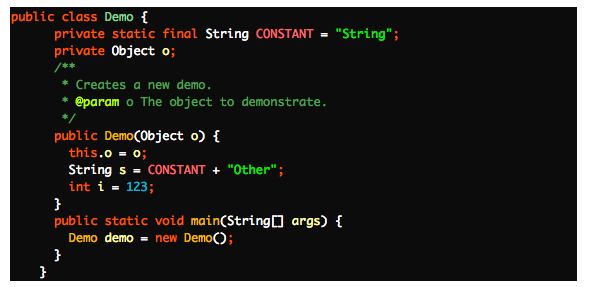 public class Demo {
private static final String CONSTANT = "String";
private Object o;
/**
* Creates a new demo.
* @param o The object to demonstrate.
*/
public Demo(Object o) {
this.o = o;
String s = CONSTANT + "Other";
int i = 123;
}
public static void main(String[] args) {
Demo demo = new Demo();
}
}